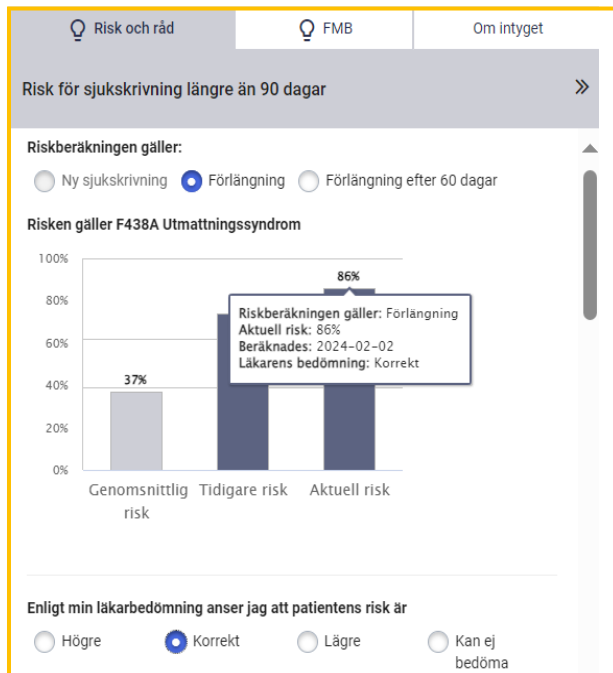 Risk och råd
FMB
Om intyget
Risk för sjukskrivning längre än 90 dagar
Riskberäkningen gäller:
Ny sjukskrivning
Förlängning
Förlängning efter 60 dagar
Risken gäller F438A Utmattningssyndrom
100%
80%
60%
40%
20%
0%
37%
86%
Riskberäkningen gäller: Förlängning
Aktuell risk: 86%
Beräknades: 2024-02-02
Läkarens bedömning: Korrekt
Genomsnittlig
risk
Tidigare risk
Aktuell risk
Enligt min läkarbedömning anser jag att patientens risk är
Högre
Korrekt
Lägre
Kan ej
bedöma